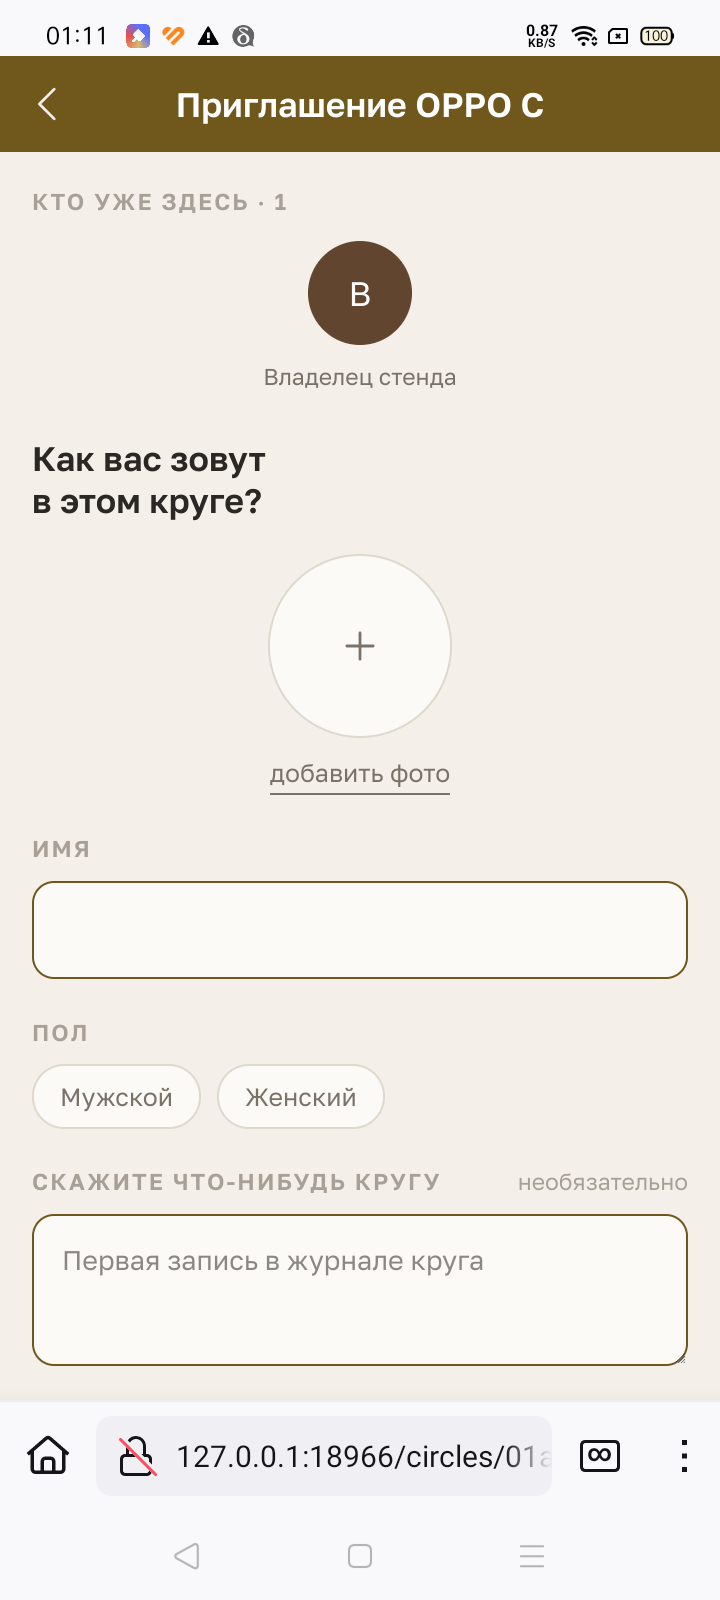 01:11
0.87
KB/S
100
Приглашение OPPO C
КТО УЖЕ ЗДЕСЬ · 1
В
Владелец стенда
Как вас зовут
в этом круге?
добавить фото
ИМЯ
ПОЛ
Мужской Женский
СКАЖИТЕ ЧТО-НИБУДЬ КРУГУ необязательно
Первая запись в журнале круга
127.0.0.1:18966/circles/01a